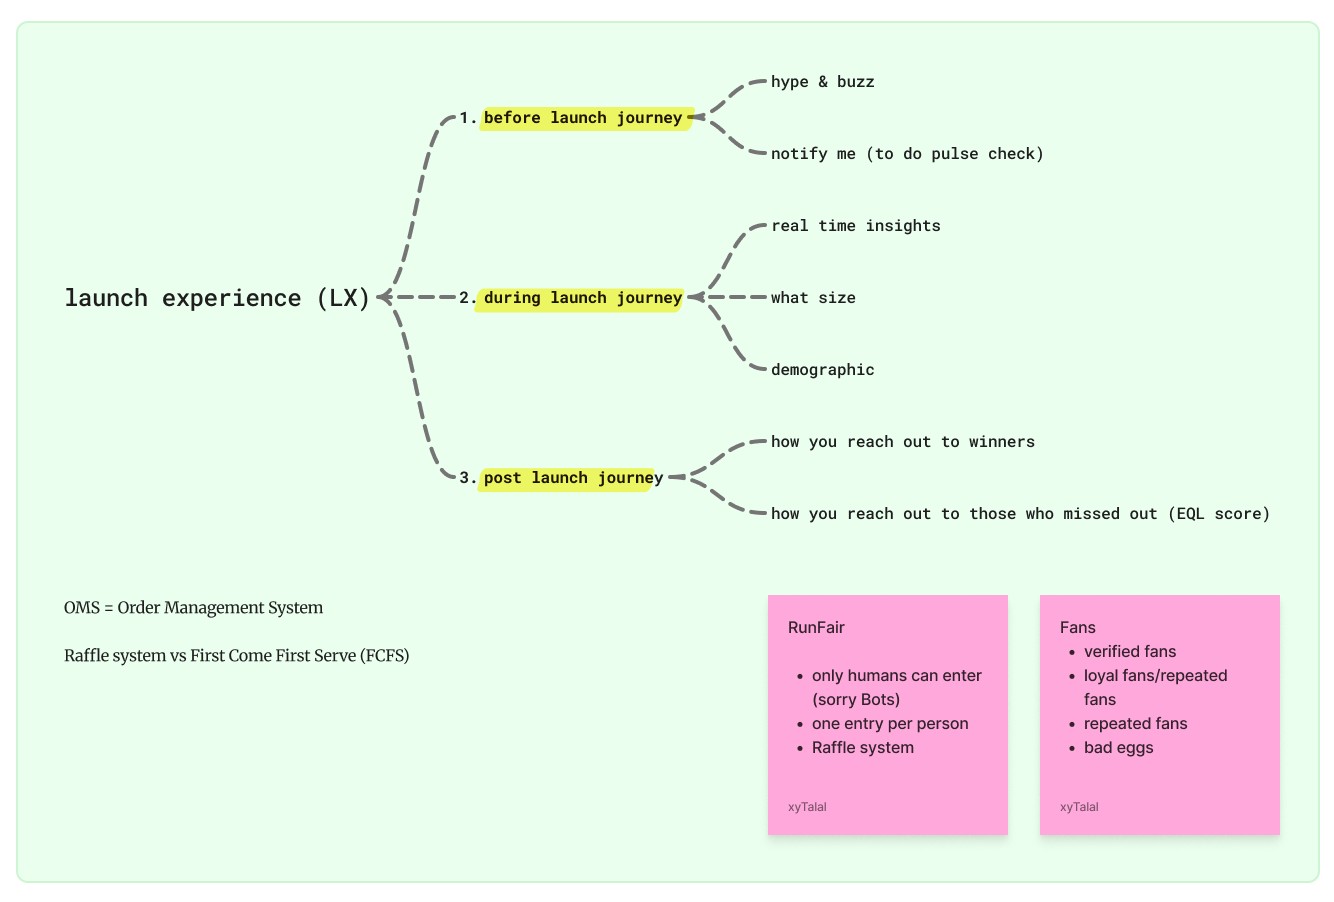 hype & buzz
1. before launch journey
notify me (to do pulse check)
real time insights
launch experience (LX)
2. during launch journey
what size
demographic
how you reach out to winners
3. post launch journey
how you reach out to those who missed out (EQL score)
OMS = Order Management System
Raffle system vs First Come First Serve (FCFS)
RunFair
• only humans can enter
(sorry Bots)
• one entry per person
• Raffle system
xyTalal
Fans
• verified fans
• loyal fans/repeated
fans
• repeated fans
• bad eggs
xyTalal